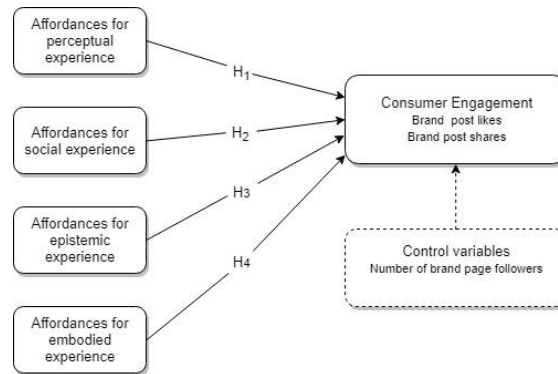 Affordances for
perceptual
experience
H1
Affordances for
social experience
H2
Affordances for
epistemic
experience
H3
Affordances for
embodied
experience
H4
Consumer Engagement
Brand post likes
Brand post shares
Control variables
Number of brand page followers